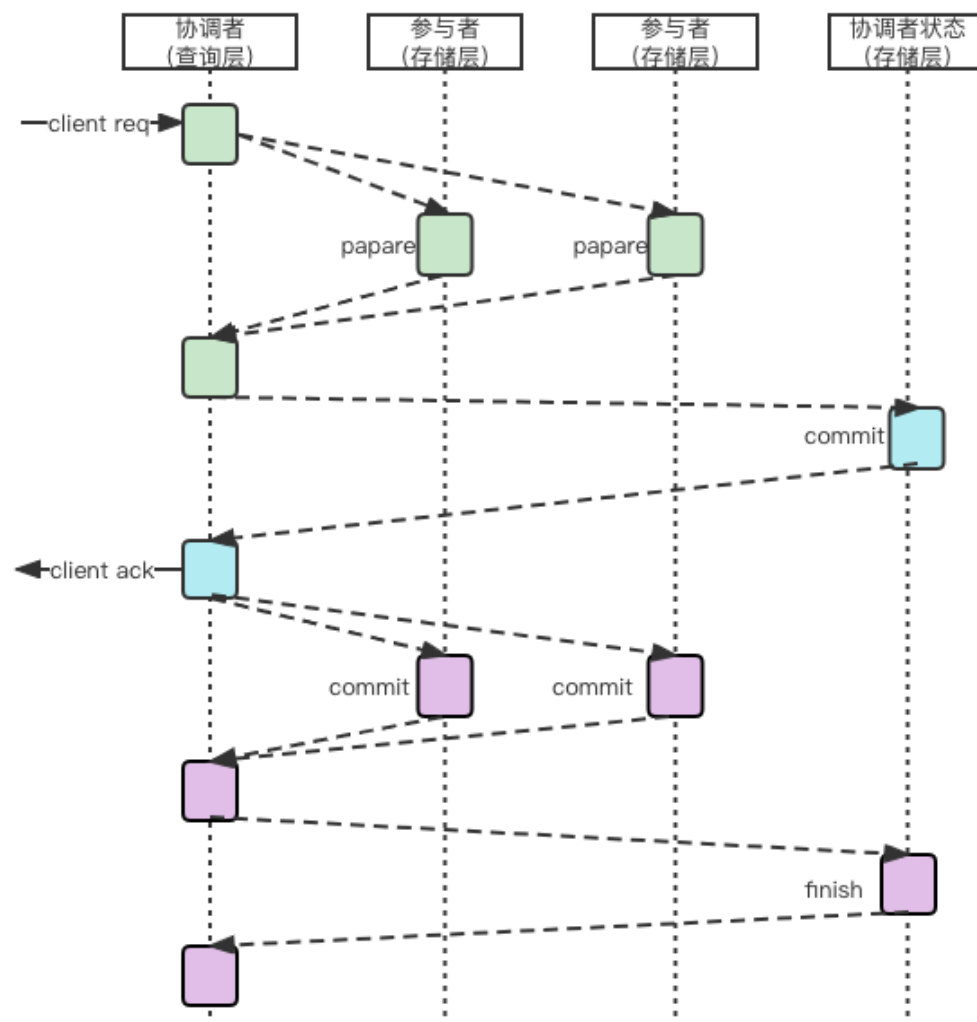 协调者
(查询层)
参与者
(存储层)
参与者
(存储层)
协调者状态
(存储层)
client req
papare
papare
commit
client ack
commit
commit
finish